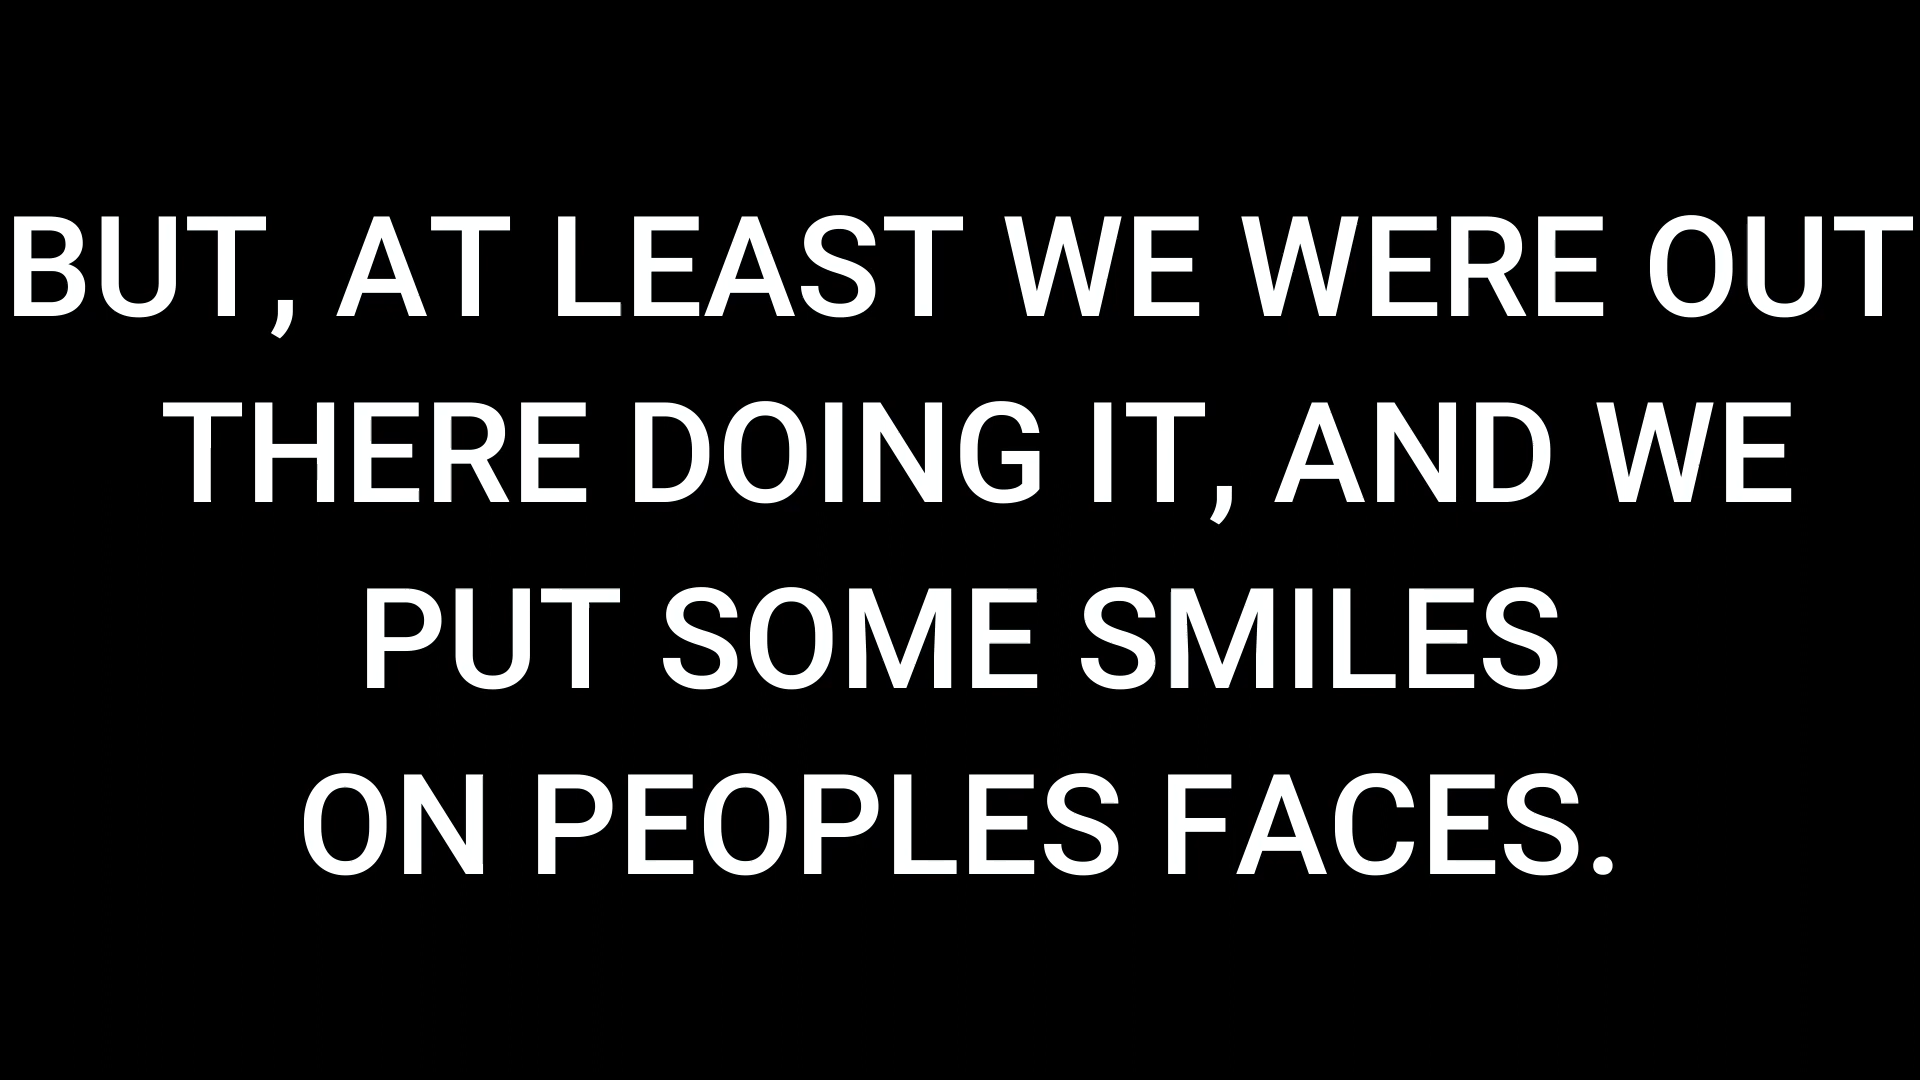 BUT, AT LEAST WE WERE OUT
THERE DOING IT, AND WE
PUT SOME SMILES
ON PEOPLES FACES.